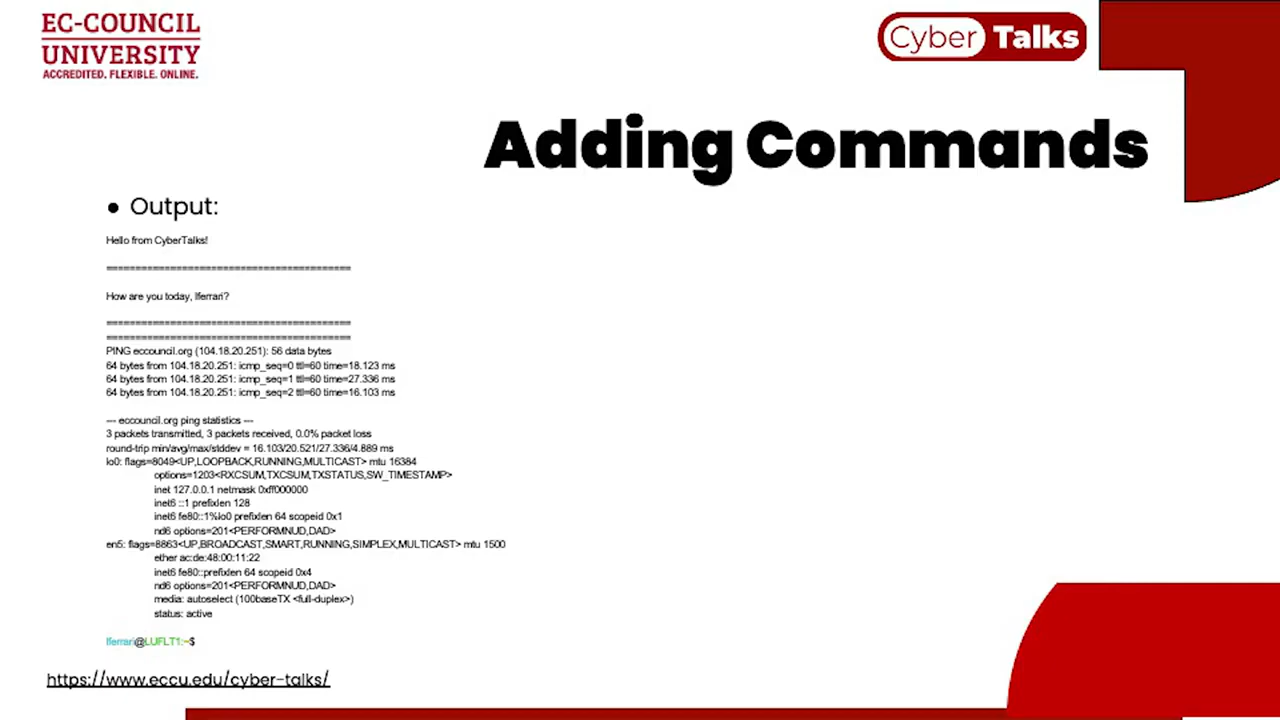 EC-COUNCIL
UNIVERSITY
ACCREDITED. FLEXIBLE. ONLINE.
Cyber Talks
Adding Commands
● Output:
Hello from CyberTalks!
==========================================
How are you today, lferrari?
==========================================
==========================================
PING eccouncil.org (104.18.20.251): 56 data bytes
64 bytes from 104.18.20.251: icmp_seq=0 ttl=60 time=18.123 ms
64 bytes from 104.18.20.251: icmp_seq=1 ttl=60 time=27.336 ms
64 bytes from 104.18.20.251: icmp_seq=2 ttl=60 time=16.103 ms
--- eccouncil.org ping statistics ---
3 packets transmitted, 3 packets received, 0.0% packet loss
round-trip min/avg/max/stddev = 16.103/20.521/27.336/4.889 ms
lo0: flags=8049<UP,LOOPBACK,RUNNING,MULTICAST> mtu 16384
options=1203<RXCSUM,TXCSUM,TXSTATUS,SW_TIMESTAMP>
inet 127.0.0.1 netmask 0xff000000
inet6 ::1 prefixlen 128
inet6 fe80::1%lo0 prefixlen 64 scopeid 0x1
nd6 options=201<PERFORMNUD,DAD>
en5: flags=8863<UP,BROADCAST,SMART,RUNNING,SIMPLEX,MULTICAST> mtu 1500
ether ac:de:48:00:11:22
inet6 fe80::prefixlen 64 scopeid 0x4
nd6 options=201<PERFORMNUD,DAD>
media: autoselect (100baseTX <full-duplex>)
status: active
lferrari@LUFLT1:~$
https://www.eccu.edu/cyber-talks/